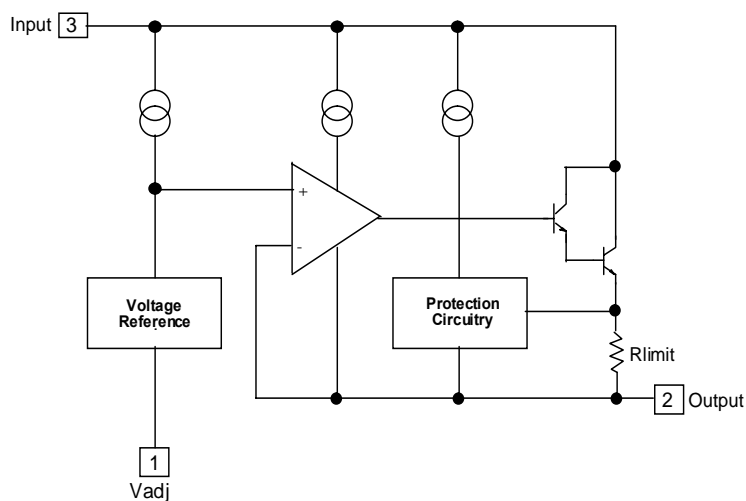 Input 3
+
-
Voltage
Reference
Protection
Circuitry
Rlimit
2 Output
1
Vadj